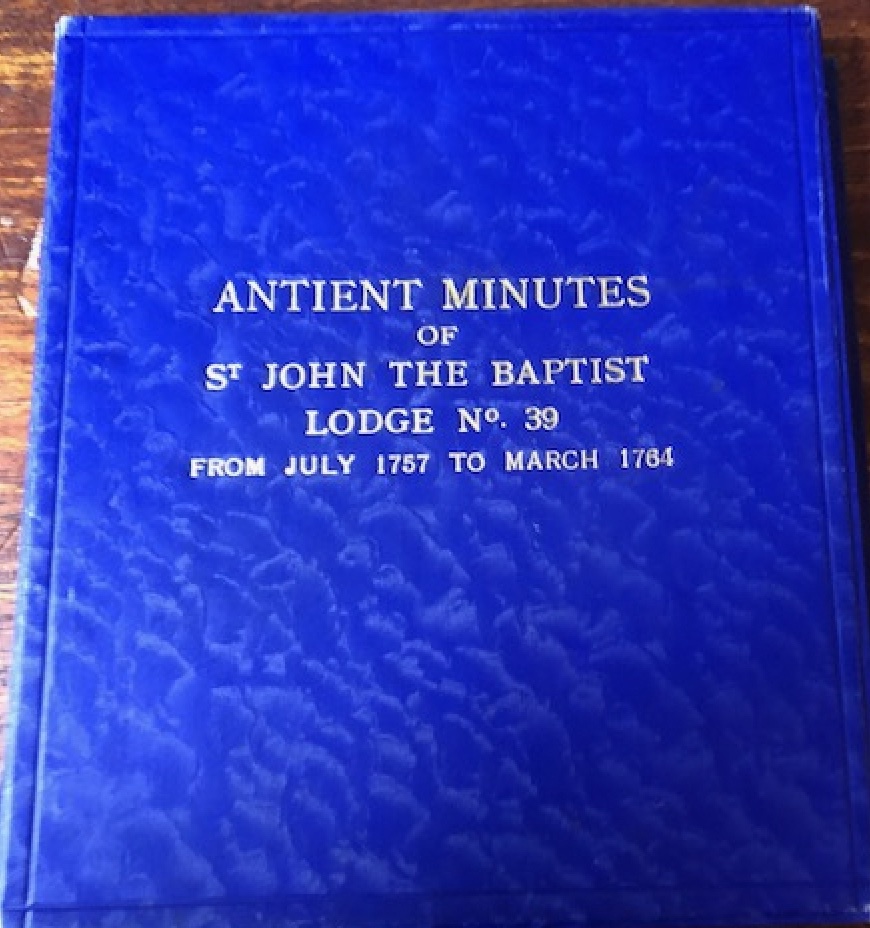 ANTIENT MINUTES
OF
Sᵀ JOHN THE BAPTIST
LODGE Nº. 39
FROM JULY 1757 TO MARCH 1764